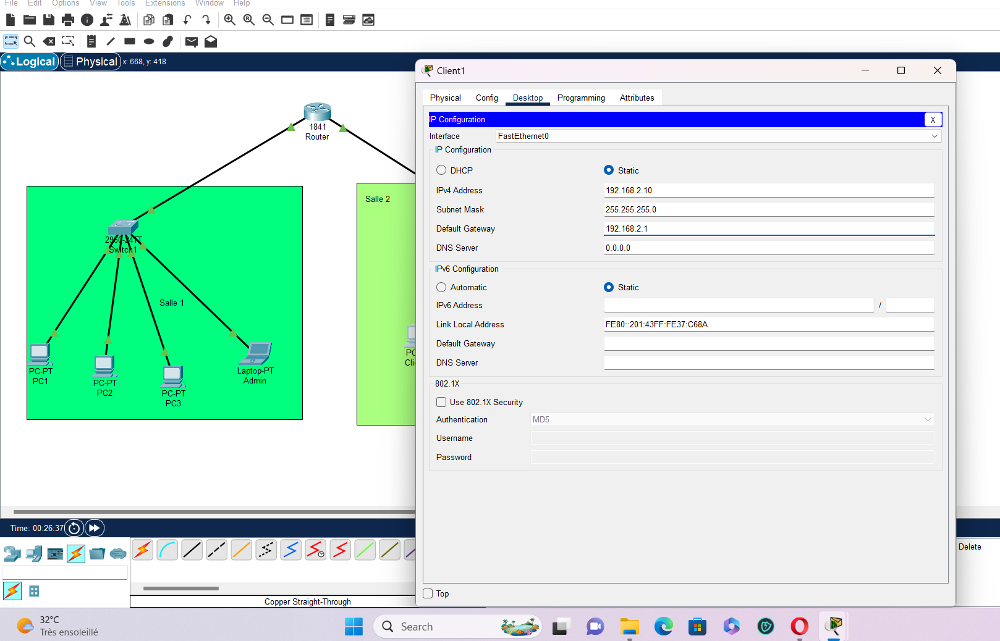 File Edit Options View Tools Extensions Window Help
Logical Physical x: 668, y: 418
1841
Router
Salle 2
2960-24TT
Switch1
Salle 1
PC-PT
PC1
PC-PT
PC2
PC-PT
PC3
Laptop-PT
Admin
PC
Clie
Client1
Physical Config Desktop Programming Attributes
IP Configuration X
Interface FastEthernet0
IP Configuration
DHCP Static
IPv4 Address 192.168.2.10
Subnet Mask 255.255.255.0
Default Gateway 192.168.2.1
DNS Server 0.0.0.0
IPv6 Configuration
Automatic Static
IPv6 Address /
Link Local Address FE80::201:43FF:FE37:C68A
Default Gateway
DNS Server
802.1X
Use 802.1X Security
Authentication MD5
Username
Password
Top
Time: 00:26:37
Delete
Copper Straight-Through
32°C
Très ensoleillé
Search